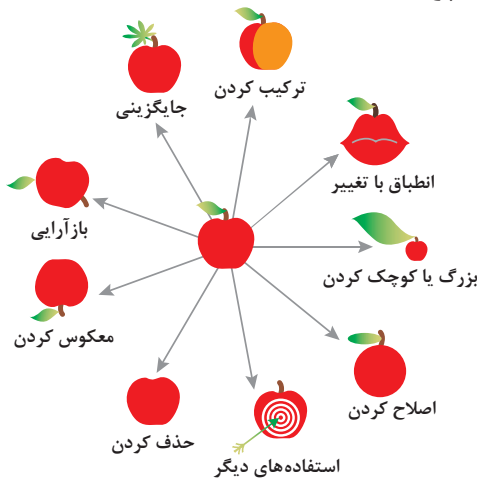 ترکیب کردن
جایگزینی
انطباق با تغییر
بازآرایی
بزرگ یا کوچک کردن
معکوس کردن
اصلاح کردن
حذف کردن
استفاده‌های دیگر